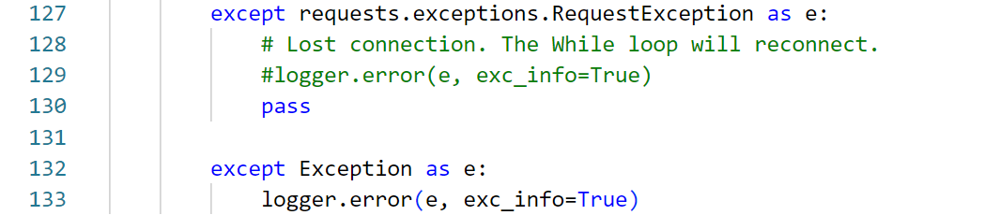 127 except requests.exceptions.RequestException as e:
128 # Lost connection. The While loop will reconnect.
129 #logger.error(e, exc_info=True)
130 pass
131
132 except Exception as e:
133 logger.error(e, exc_info=True)